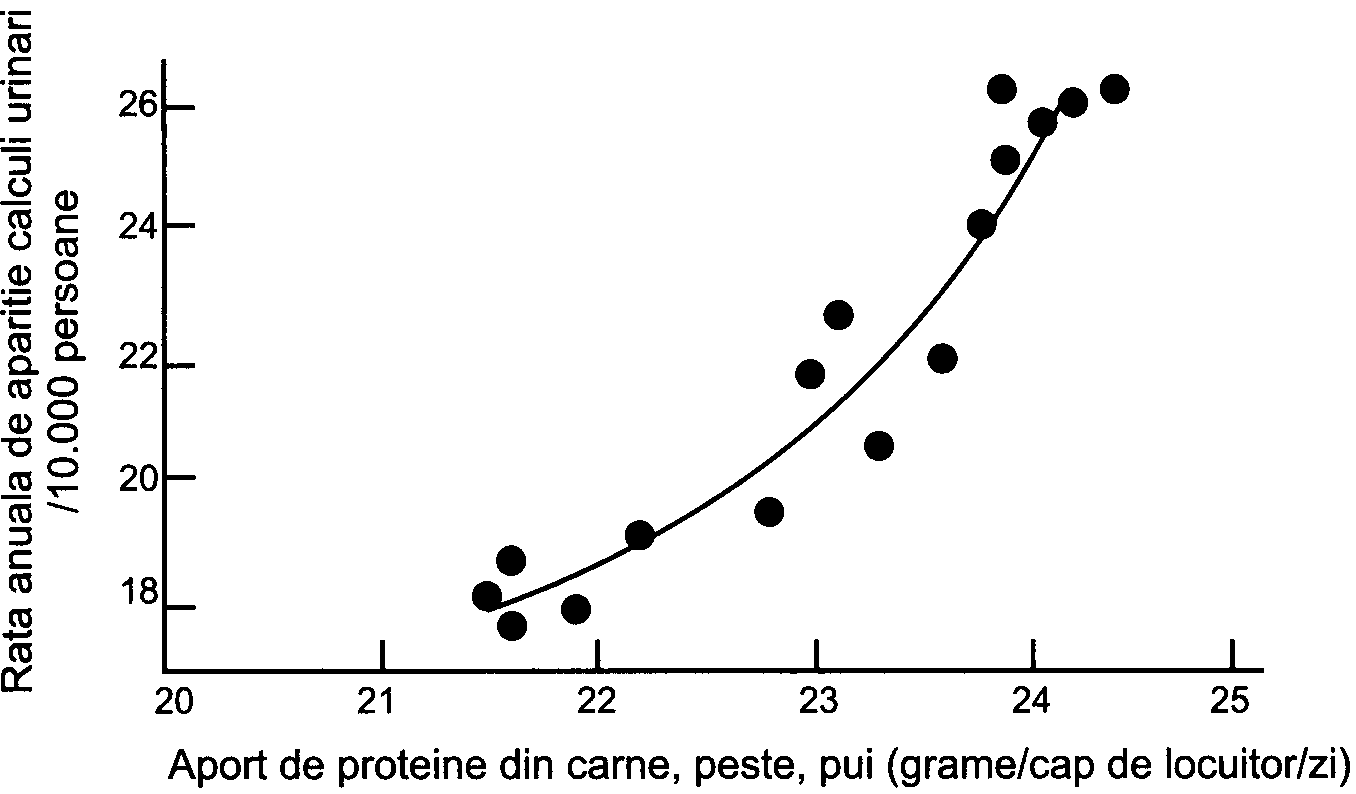 Rata anuala de aparitie calculi urinari
/10.000 persoane
26
24
22
20
18
20 21 22 23 24 25
Aport de proteine din carne, peste, pui (grame/cap de locuitor/zi)